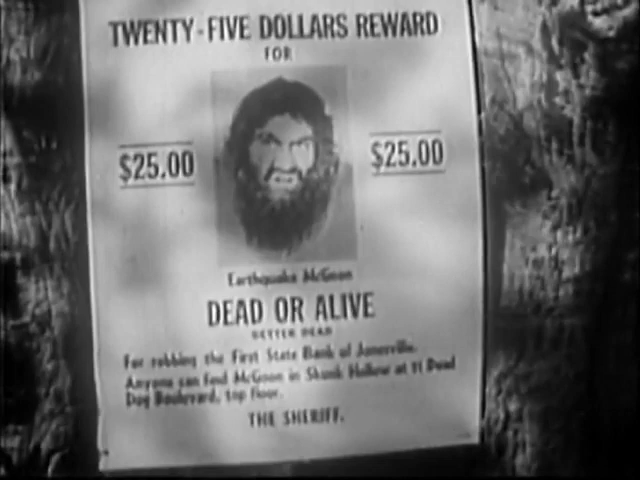 TWENTY-FIVE DOLLARS REWARD
FOR
$25.00
$25.00
Earthquake McGoon
DEAD OR ALIVE
BETTER DEAD
For robbing the First State Bank of Jonesville.
Anyone can find McGoon in Skonk Hollow at 11 Dead
Dog Boulevard, top floor.
THE SHERIFF.